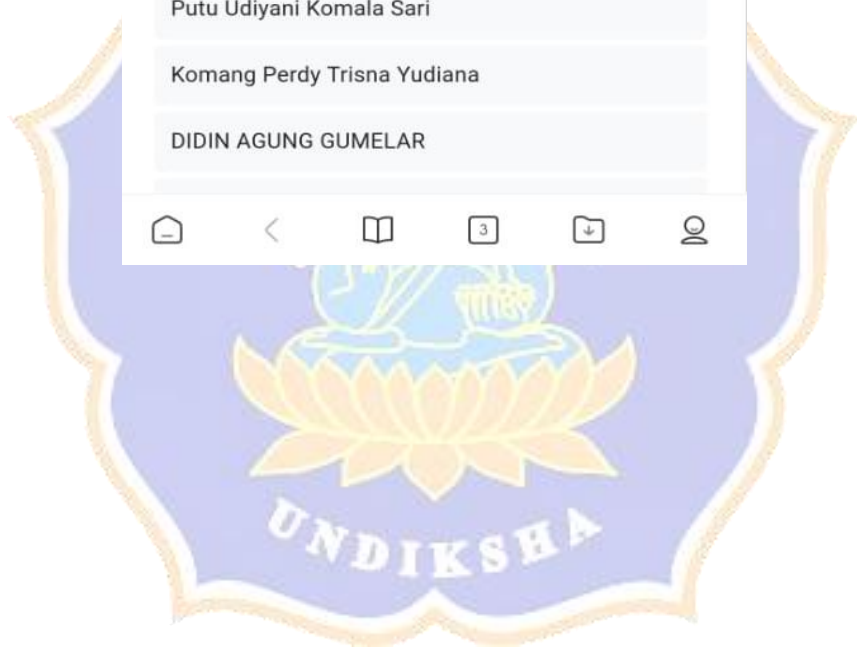 Putu Udiyani Komala Sari
Komang Perdy Trisna Yudiana
DIDIN AGUNG GUMELAR
3
UNDIKSHA